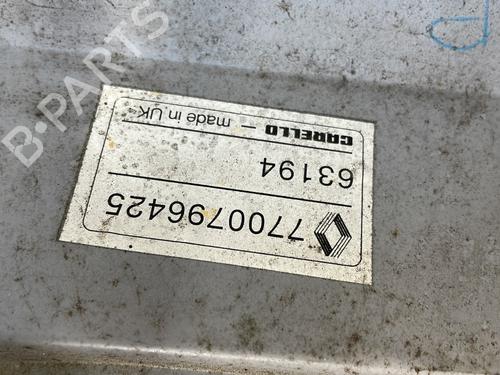 7700796425
63194
CARELLO — made in UK
B-PARTS